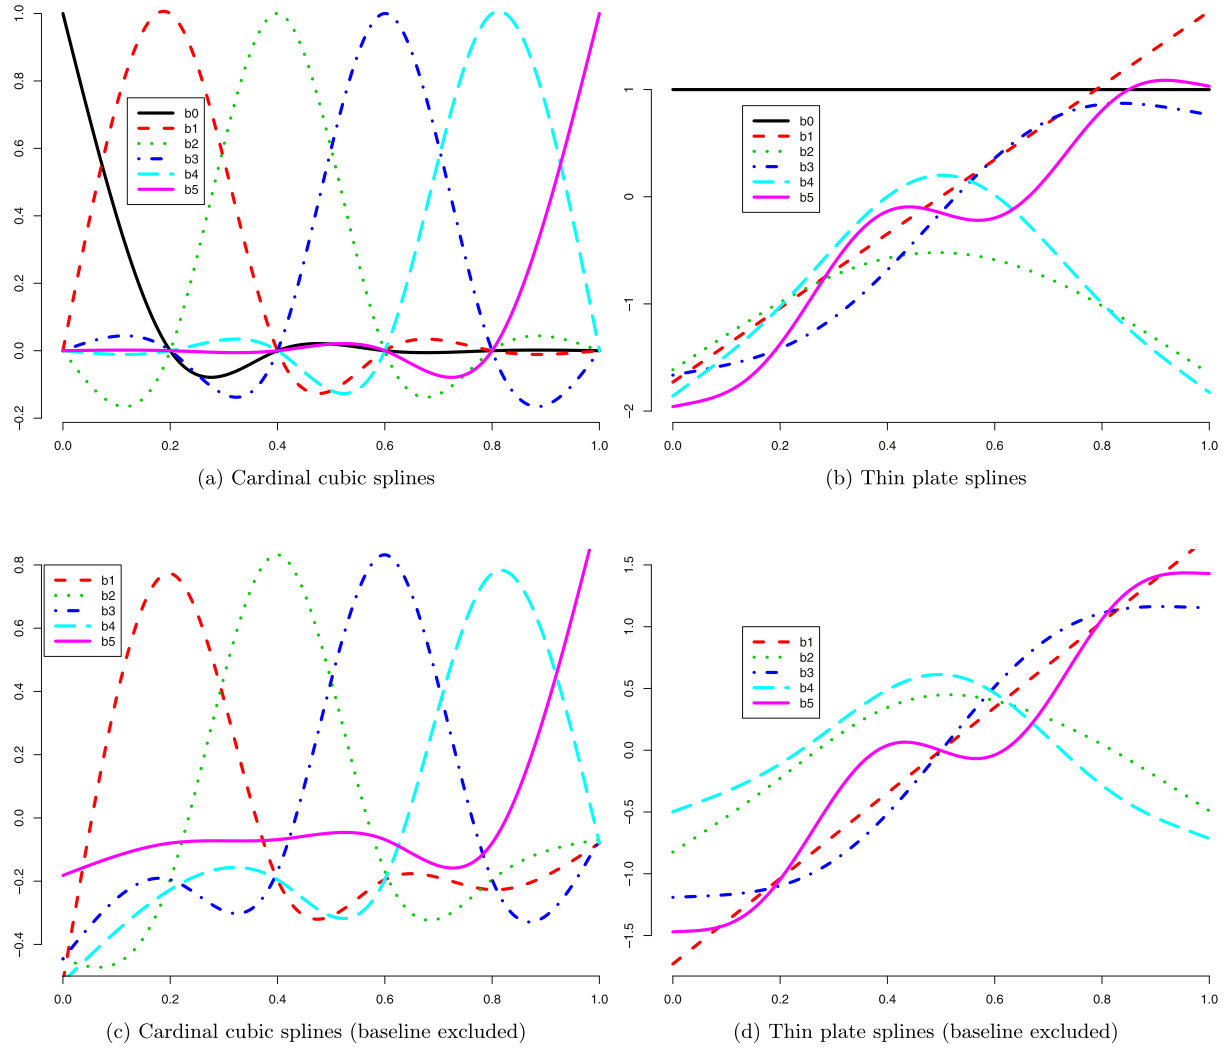 1.0
0.8
0.6
0.4
0.2
0.0
−0.2
b0
b1
b2
b3
b4
b5
0.0 0.2 0.4 0.6 0.8 1.0
(a) Cardinal cubic splines
1
0
−1
−2
b0
b1
b2
b3
b4
b5
0.0 0.2 0.4 0.6 0.8 1.0
(b) Thin plate splines
0.8
0.6
0.4
0.2
0.0
−0.2
−0.4
b1
b2
b3
b4
b5
0.0 0.2 0.4 0.6 0.8 1.0
(c) Cardinal cubic splines (baseline excluded)
1.5
1.0
0.5
0.0
−0.5
−1.0
−1.5
b1
b2
b3
b4
b5
0.0 0.2 0.4 0.6 0.8 1.0
(d) Thin plate splines (baseline excluded)